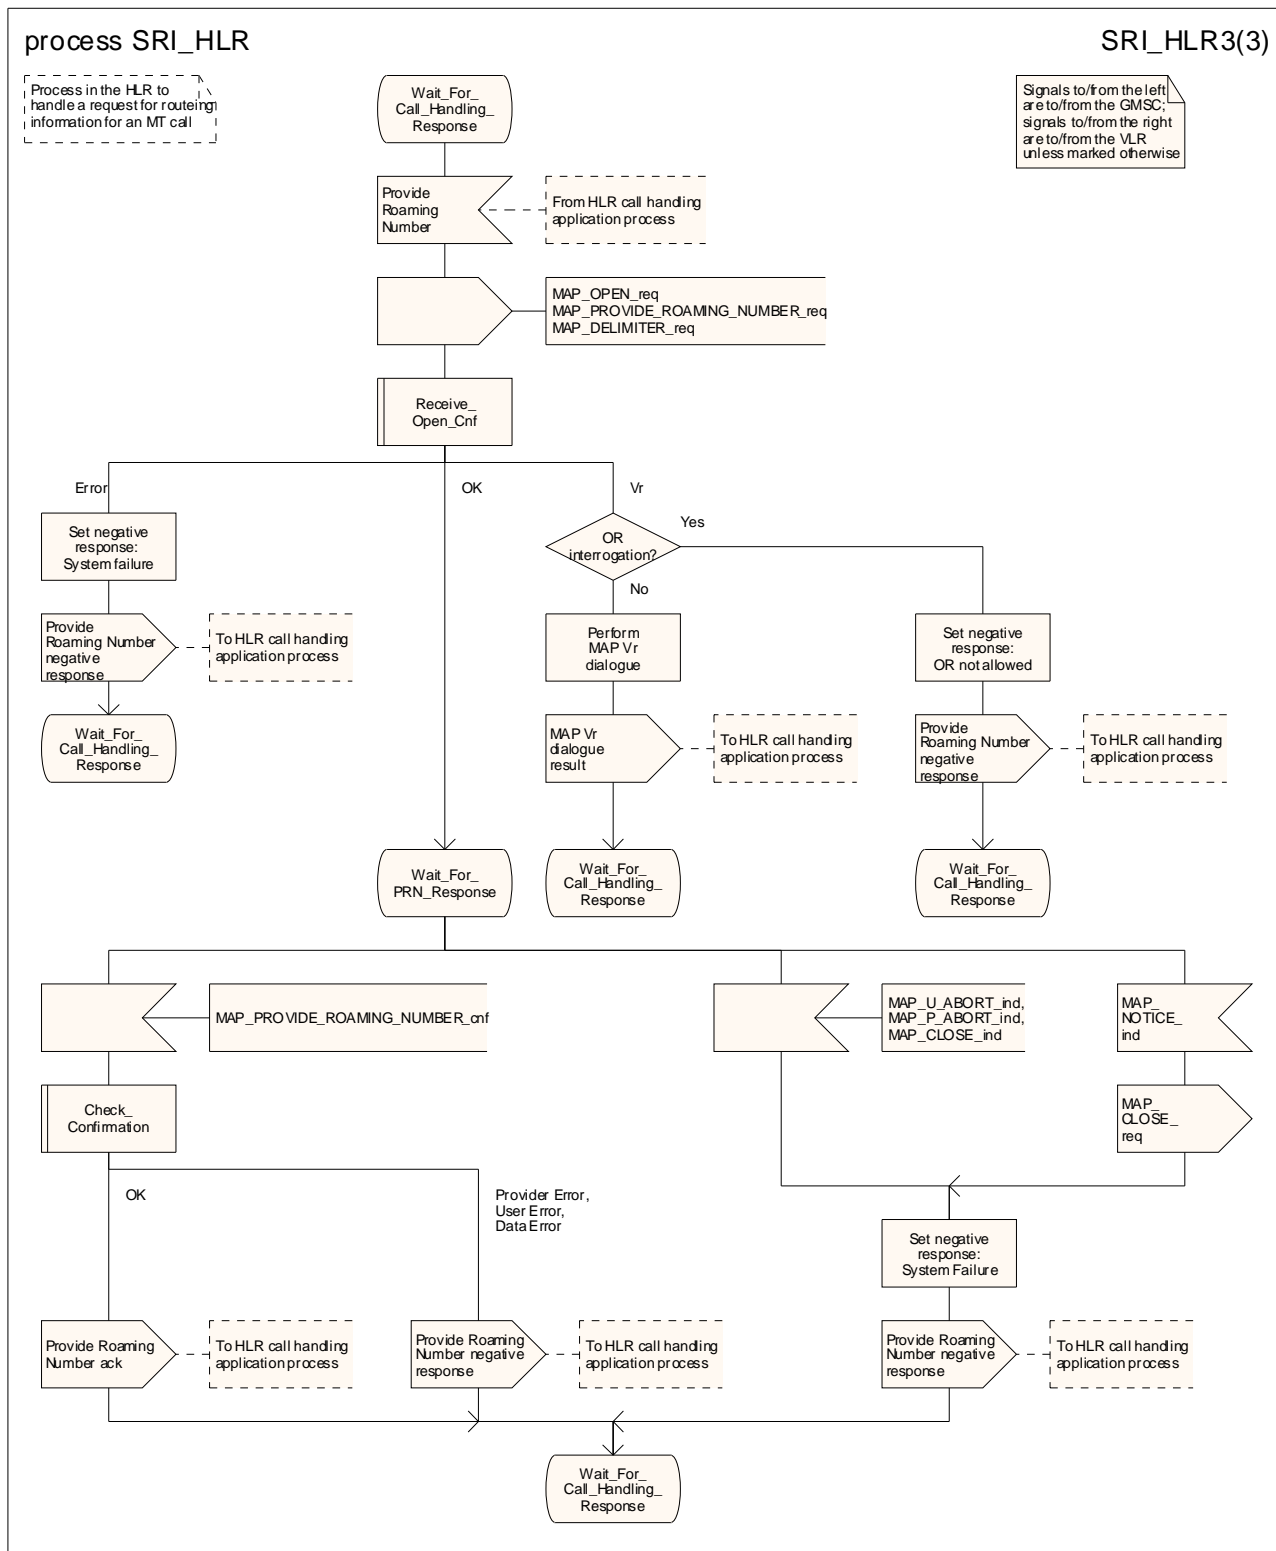 process SRI_HLR
SRI_HLR3(3)
Process in the HLR to
handle a request for routeing
information for an MT call
Wait_For_
Call_Handling_
Response
Signals to/from the left
are to/from the GMSC;
signals to/from the right
are to/from the VLR
unless marked otherwise
Provide
Roaming
Number
From HLR call handling
application process
MAP_OPEN_req
MAP_PROVIDE_ROAMING_NUMBER_req
MAP_DELIMITER_req
Receive_
Open_Cnf
Error
OK
Vr
Set negative
response:
System failure
OR
interrogation?
Yes
No
Provide
Roaming Number
negative
response
To HLR call handling
application process
Perform
MAP Vr
dialogue
Set negative
response:
OR not allowed
Wait_For_
Call_Handling_
Response
MAP Vr
dialogue
result
To HLR call handling
application process
Provide
Roaming Number
negative
response
To HLR call handling
application process
Wait_For_
PRN_Response
Wait_For_
Call_Handling_
Response
Wait_For_
Call_Handling_
Response
MAP_PROVIDE_ROAMING_NUMBER_cnf
MAP_U_ABORT_ind,
MAP_P_ABORT_ind,
MAP_CLOSE_ind
MAP_
NOTICE_
ind
Check_
Confirmation
MAP_
CLOSE_
req
OK
Provider Error,
User Error,
Data Error
Set negative
response:
System Failure
Provide Roaming
Number ack
To HLR call handling
application process
Provide Roaming
Number negative
response
To HLR call handling
application process
Provide Roaming
Number negative
response
To HLR call handling
application process
Wait_For_
Call_Handling_
Response